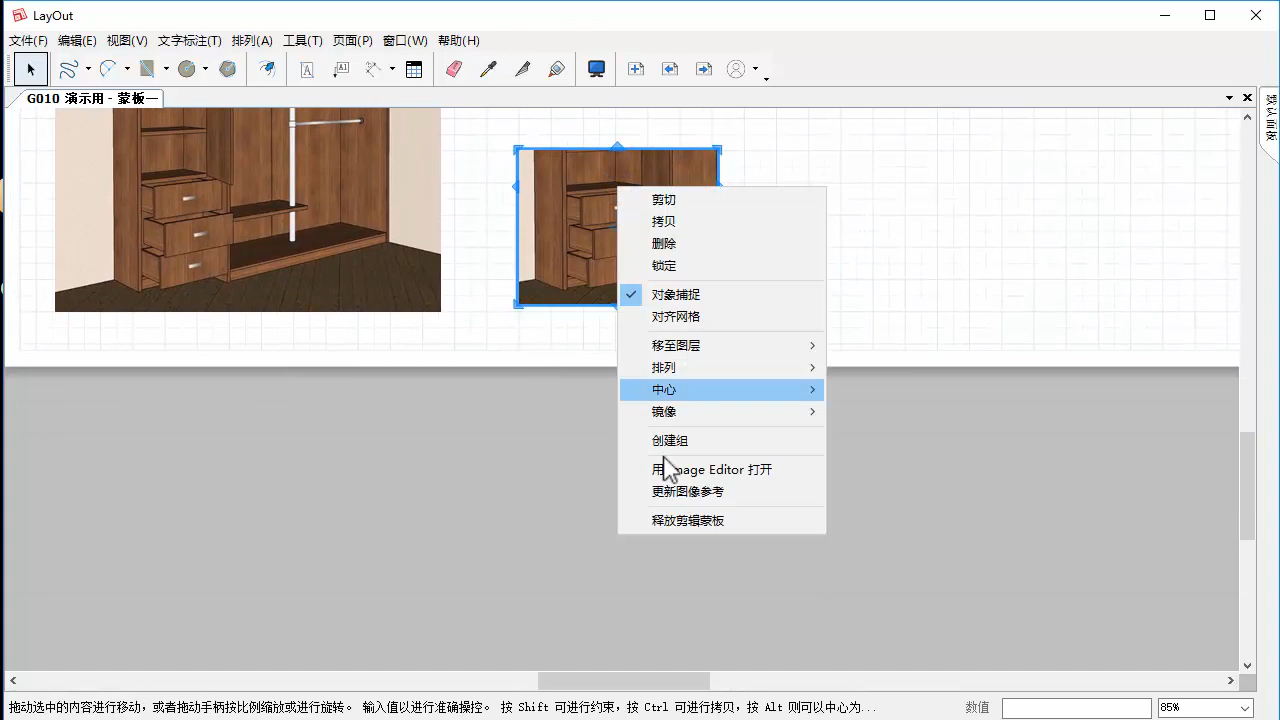 LayOut
文件(F) 编辑(E) 视图(V) 文字标注(T) 排列(A) 工具(T) 页面(P) 窗口(W) 帮助(H)
G010 演示用 - 蒙板一
默认面板
剪切
拷贝
删除
锁定
对象捕捉
对齐网格
移至图层
排列
中心
镜像
创建组
用 Image Editor 打开
更新图像参考
释放剪辑蒙板
拖动选中的内容进行移动，或者拖动手柄按比例缩放或进行旋转。 输入值以进行准确操控。 按 Shift 可进行约束，按 Ctrl 可进行拷贝，按 Alt 则可以中心为... 数值 85%